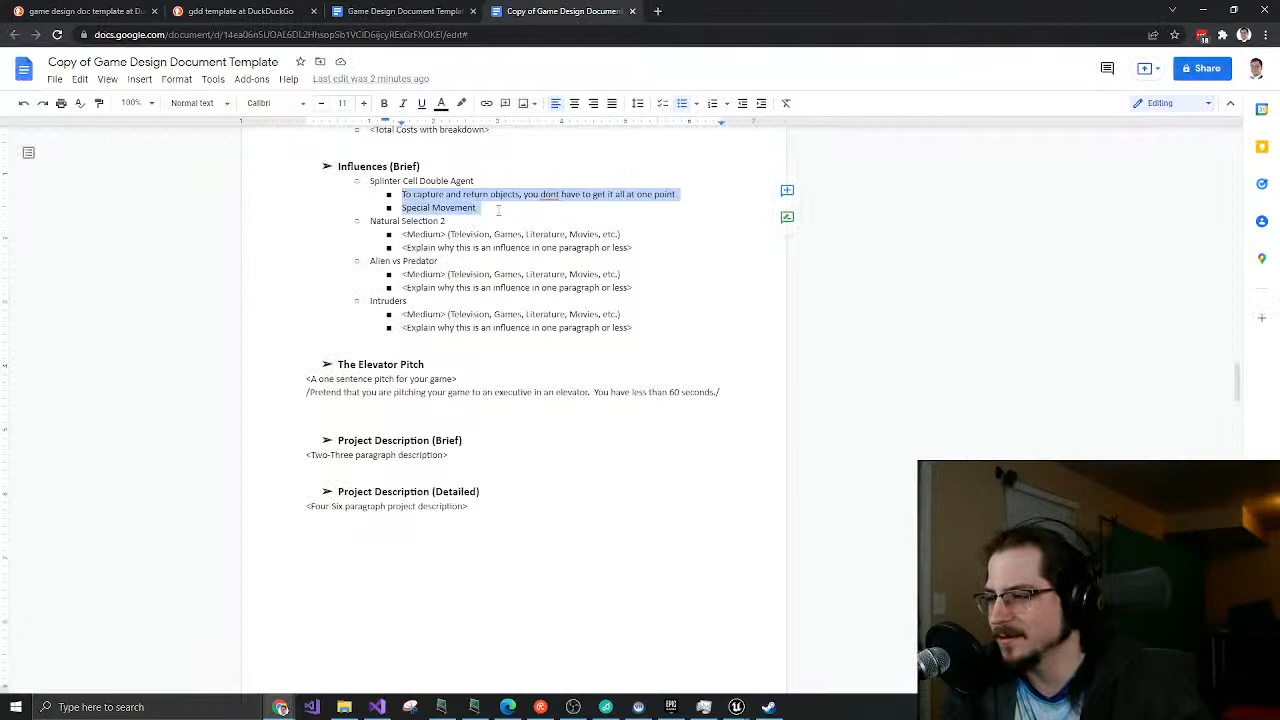 game design doc template at Du
gdd template at DuckDuckGo
Game Design Document Templat
Copy of Game Design Document
docs.google.com/document/d/
Copy of Game Design Document Template
File Edit View Insert Format Tools Add-ons Help Last edit was 2 minutes ago
Share
100% Normal text Calibri 11 B I U A Editing
<Total Costs with breakdown>
Influences (Brief)
Splinter Cell Double Agent
To capture and return objects, you dont have to get it all at one point
Special Movement
Natural Selection 2
<Medium> (Television, Games, Literature, Movies, etc.)
<Explain why this is an influence in one paragraph or less>
Alien vs Predator
<Medium> (Television, Games, Literature, Movies, etc.)
<Explain why this is an influence in one paragraph or less>
Intruders
<Medium> (Television, Games, Literature, Movies, etc.)
<Explain why this is an influence in one paragraph or less>
The Elevator Pitch
<A one sentence pitch for your game>
/Pretend that you are pitching your game to an executive in an elevator. You have less than 60 seconds./
Project Description (Brief)
<Two-Three paragraph description>
Project Description (Detailed)
<Four-Six paragraph project description>
Type here to search